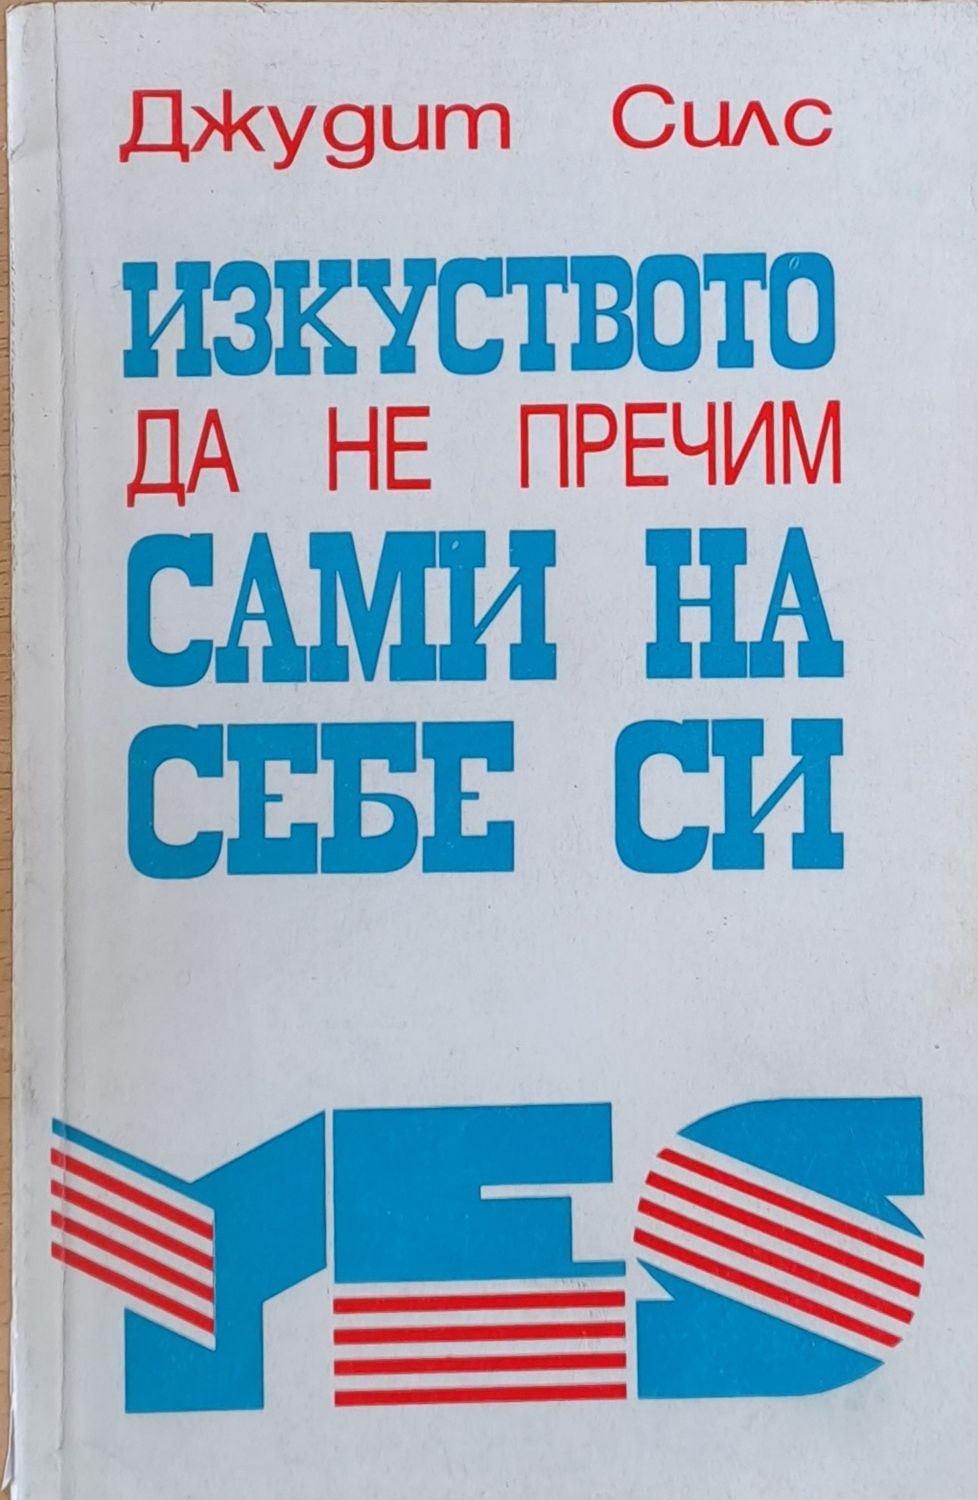 Джудит Силс
ИЗКУСТВОТО
ДА НЕ ПРЕЧИМ
САМИ НА
СЕБЕ СИ
YES